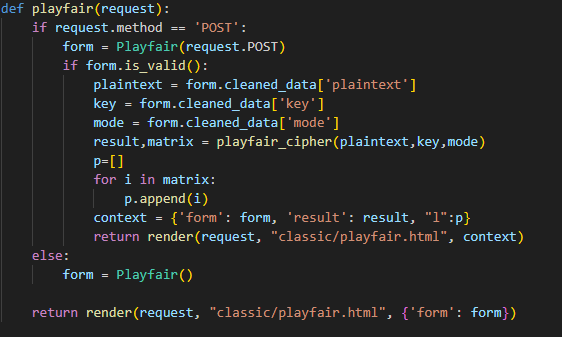 def playfair(request):
    if request.method == 'POST':
        form = Playfair(request.POST)
        if form.is_valid():
            plaintext = form.cleaned_data['plaintext']
            key = form.cleaned_data['key']
            mode = form.cleaned_data['mode']
            result,matrix = playfair_cipher(plaintext,key,mode)
            p=[]
            for i in matrix:
                p.append(i)
            context = {'form': form, 'result': result, "l":p}
            return render(request, "classic/playfair.html", context)
    else:
        form = Playfair()

    return render(request, "classic/playfair.html", {'form': form})